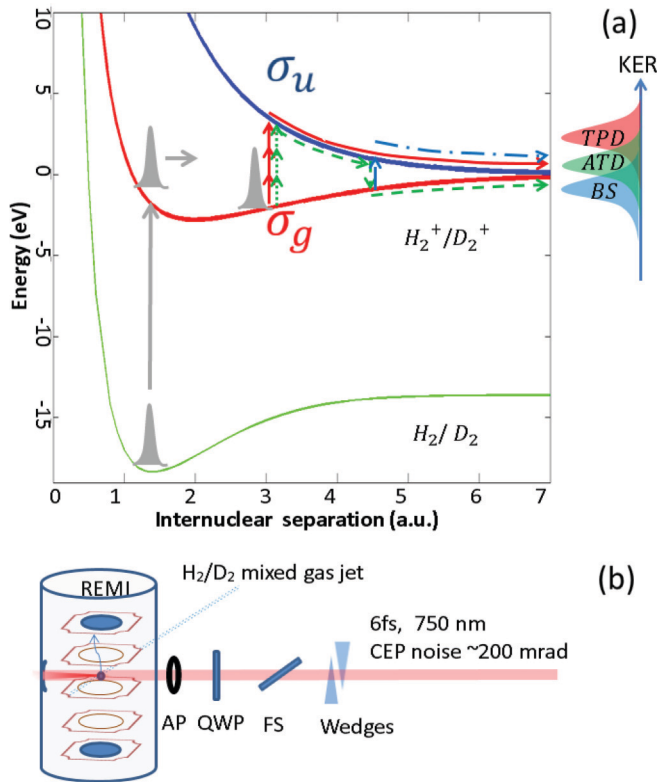 (a)
10
5
0
-5
-10
-15
Energy (eV)
0 1 2 3 4 5 6 7
Internuclear separation (a.u.)
σ_u
σ_g
H₂⁺/D₂⁺
H₂/ D₂
KER
TPD
ATD
BS
(b)
H₂/D₂ mixed gas jet
REMI
6fs, 750 nm
CEP noise ~200 mrad
AP QWP FS Wedges